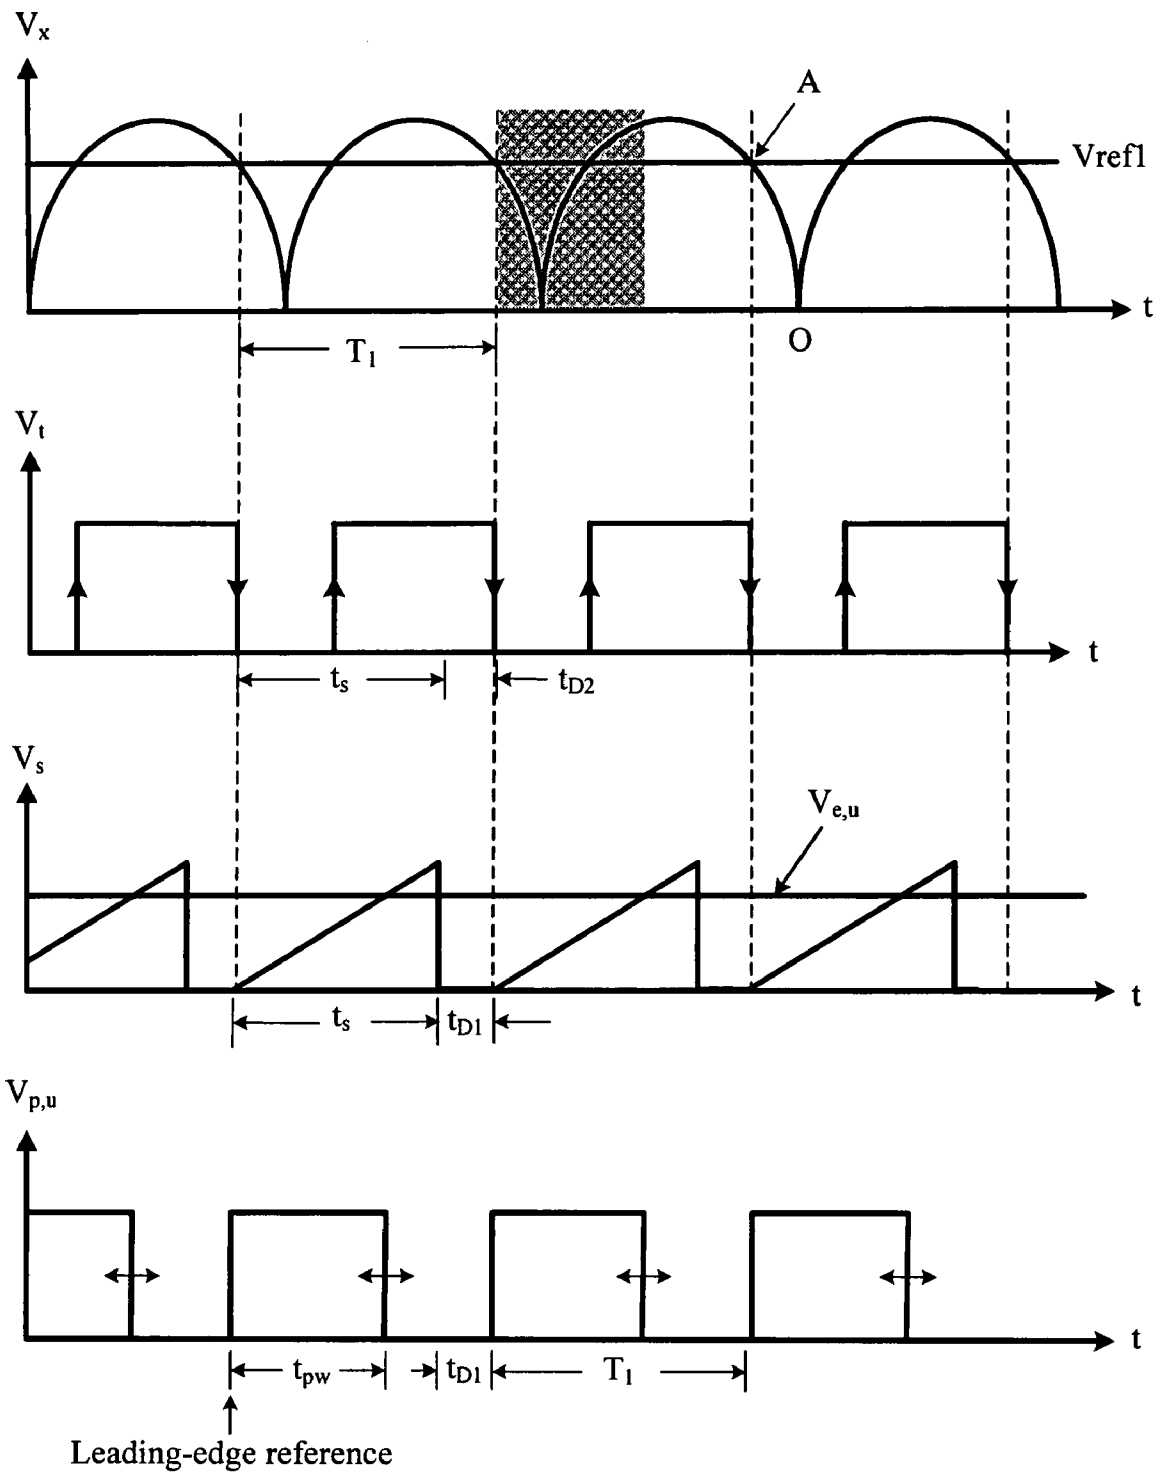 Vx
A
Vref1
t
O
T1
Vt
t
ts
tD2
Vs
Ve,u
t
ts
tD1
Vp,u
t
tpw
tD1
T1
Leading-edge reference